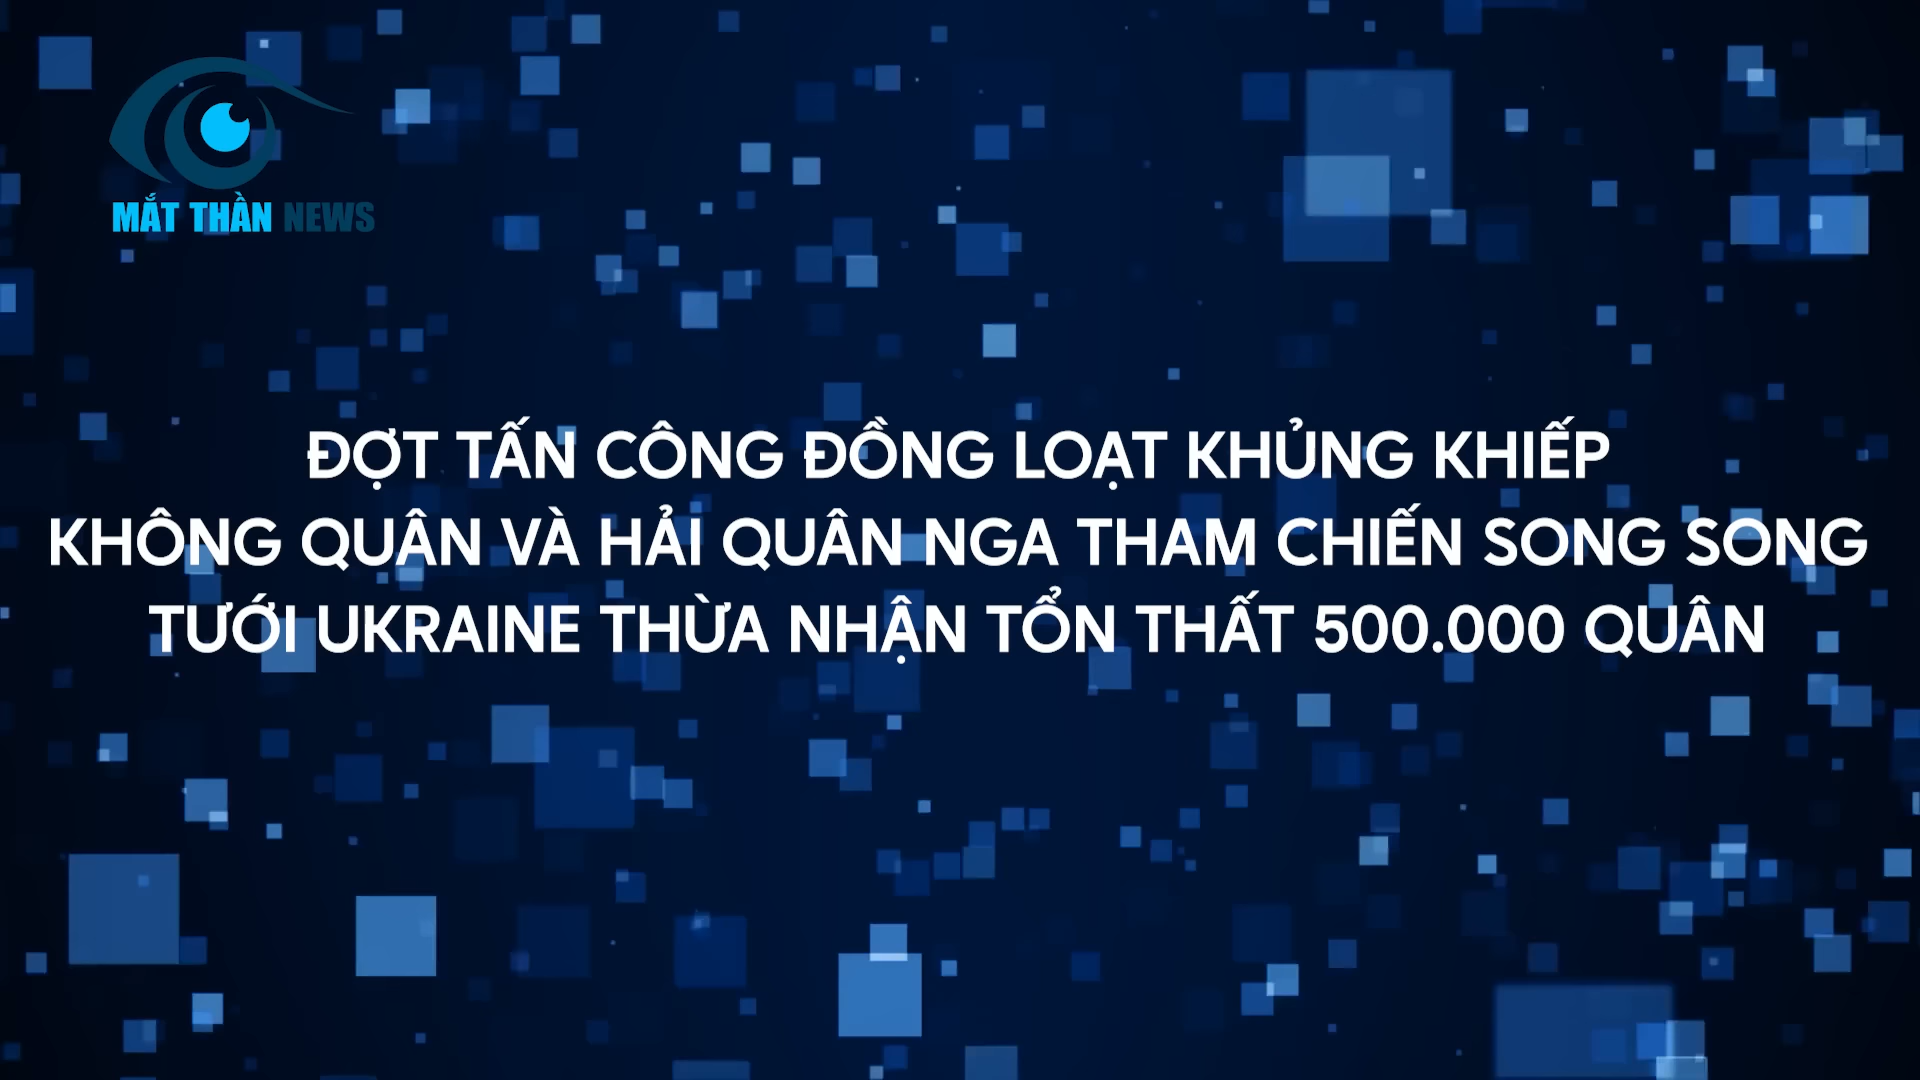 MẮT THẦN NEWS
ĐỢT TẤN CÔNG ĐỒNG LOẠT KHỦNG KHIẾP
KHÔNG QUÂN VÀ HẢI QUÂN NGA THAM CHIẾN SONG SONG
TƯỚI UKRAINE THỪA NHẬN TỔN THẤT 500.000 QUÂN